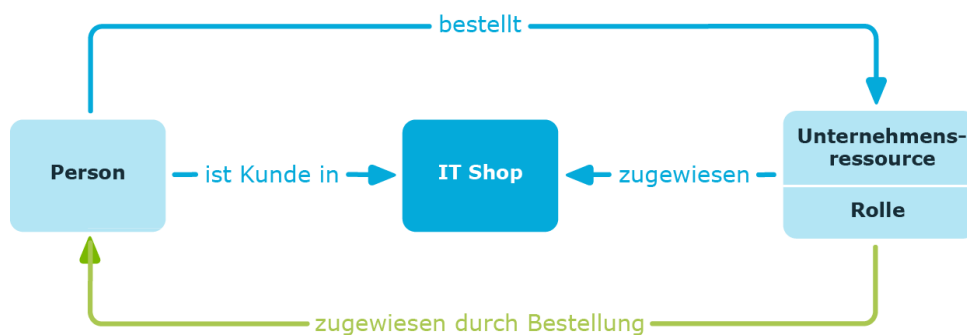 bestellt
Person
ist Kunde in
IT Shop
zugewiesen
Unternehmens-
ressource
Rolle
zugewiesen durch Bestellung